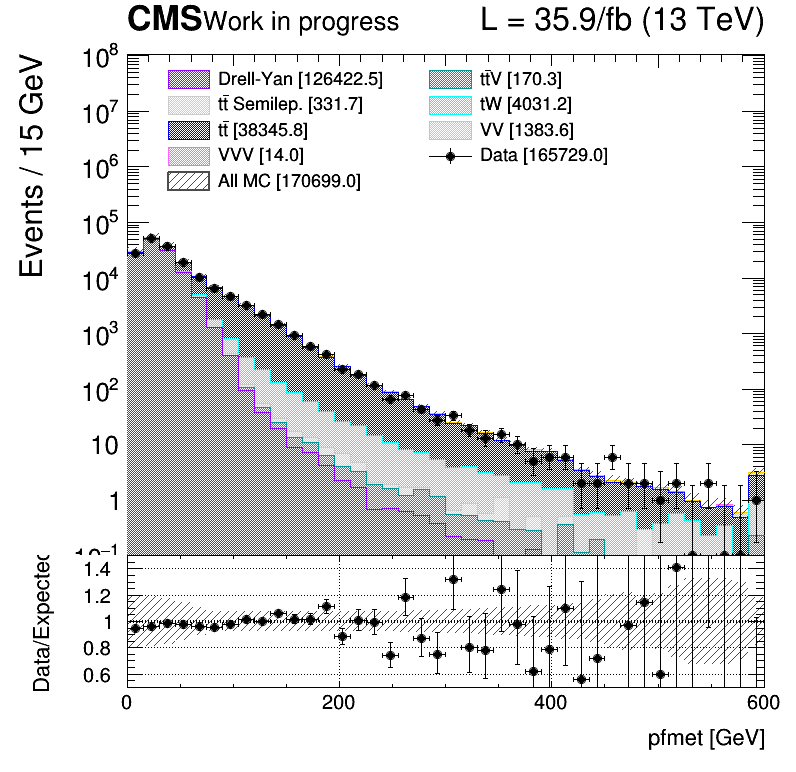 CMS Work in progress L = 35.9/fb (13 TeV)
Events / 15 GeV
10^8
10^7
10^6
10^5
10^4
10^3
10^2
10
1
10^−1
Drell-Yan [126422.5]
tt̄ Semilep. [331.7]
tt̄ [38345.8]
VVV [14.0]
All MC [170699.0]
tt̄V [170.3]
tW [4031.2]
VV [1383.6]
Data [165729.0]
Data/Expected
1.4
1.2
1
0.8
0.6
0 200 400 600
pfmet [GeV]